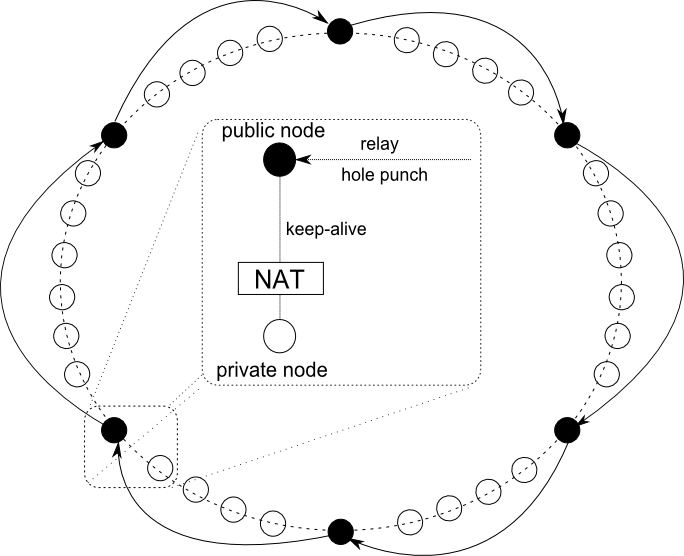 public node
relay
hole punch
keep-alive
NAT
private node